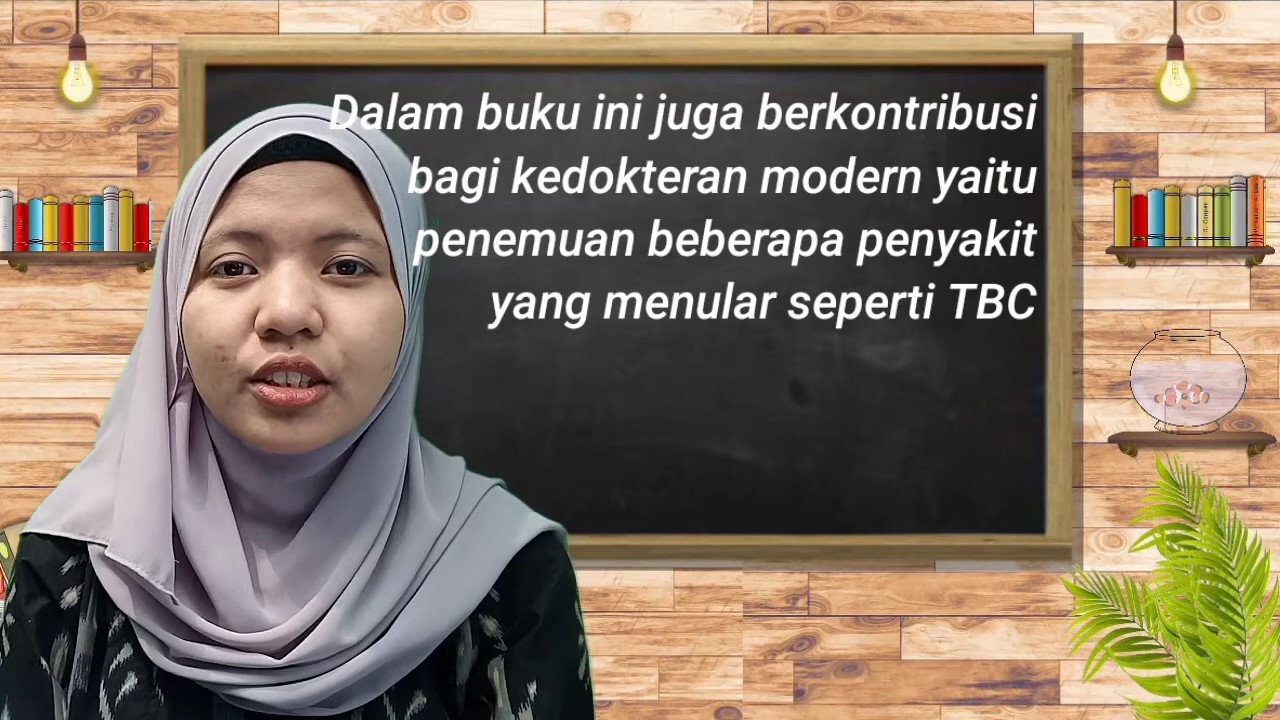 Dalam buku ini juga berkontribusi
bagi kedokteran modern yaitu
penemuan beberapa penyakit
yang menular seperti TBC